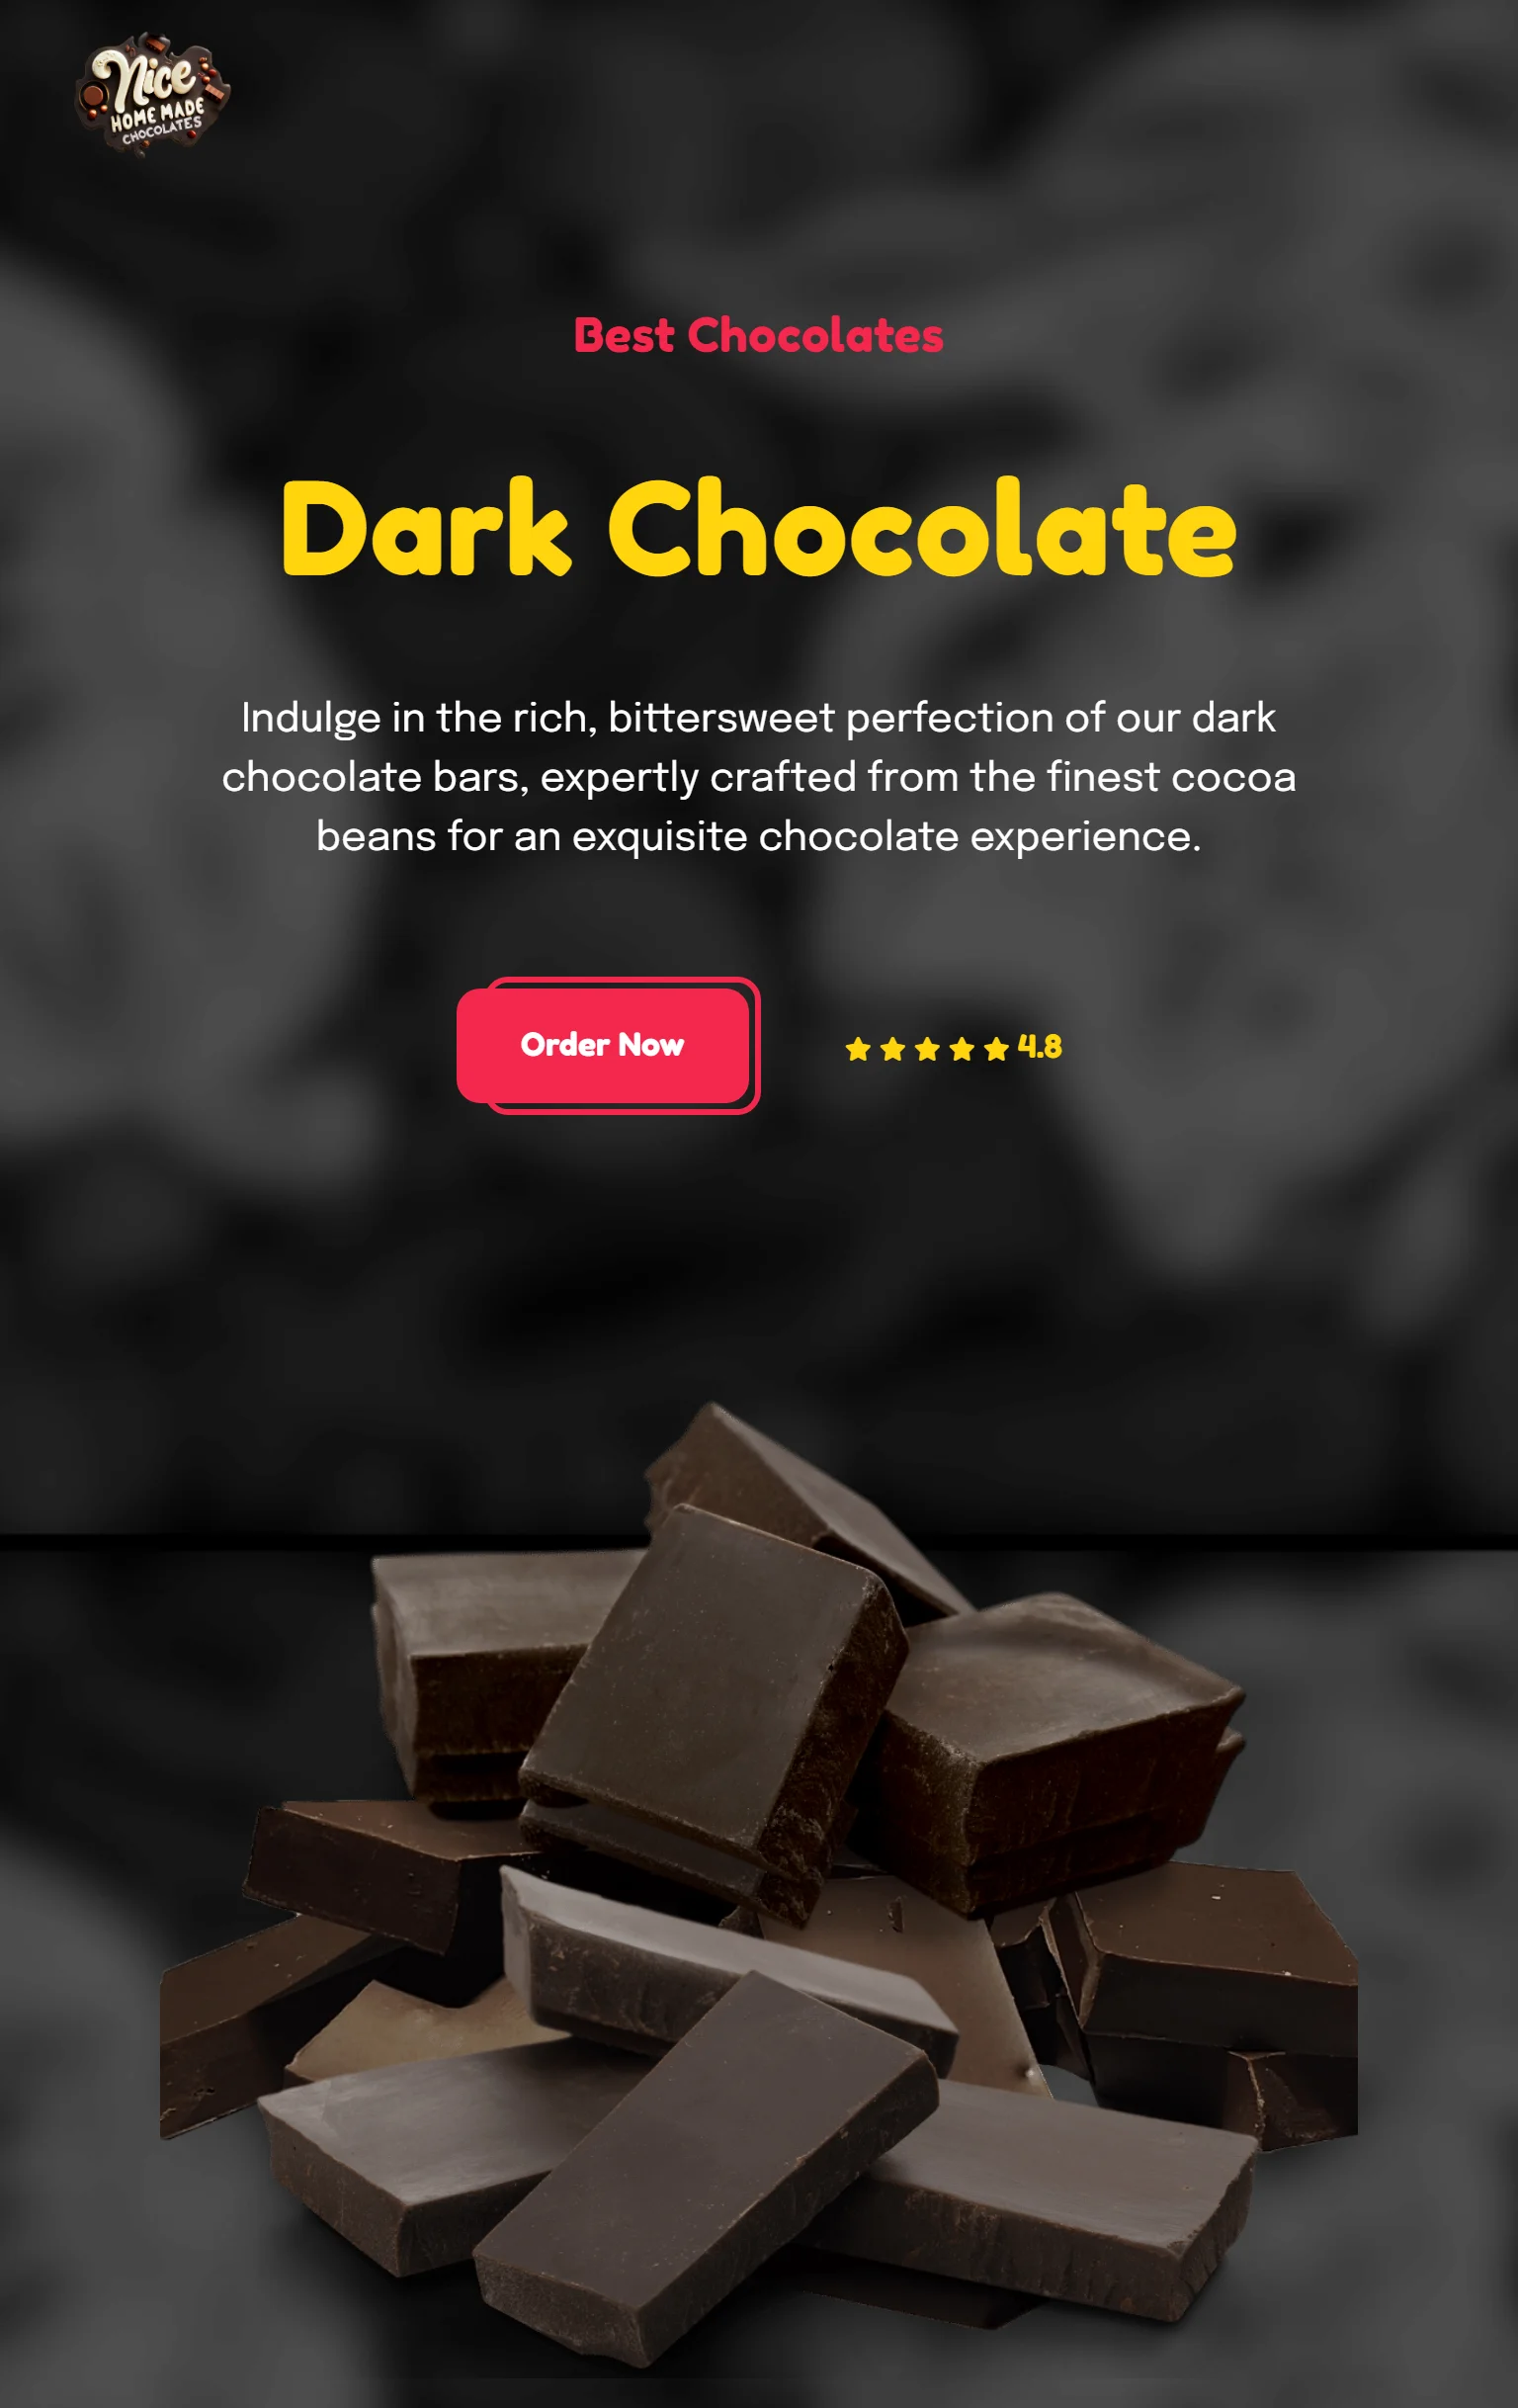 Nice
HOME MADE
CHOCOLATES
Best Chocolates
Dark Chocolate
Indulge in the rich, bittersweet perfection of our dark
chocolate bars, expertly crafted from the finest cocoa
beans for an exquisite chocolate experience.
Order Now
4.8